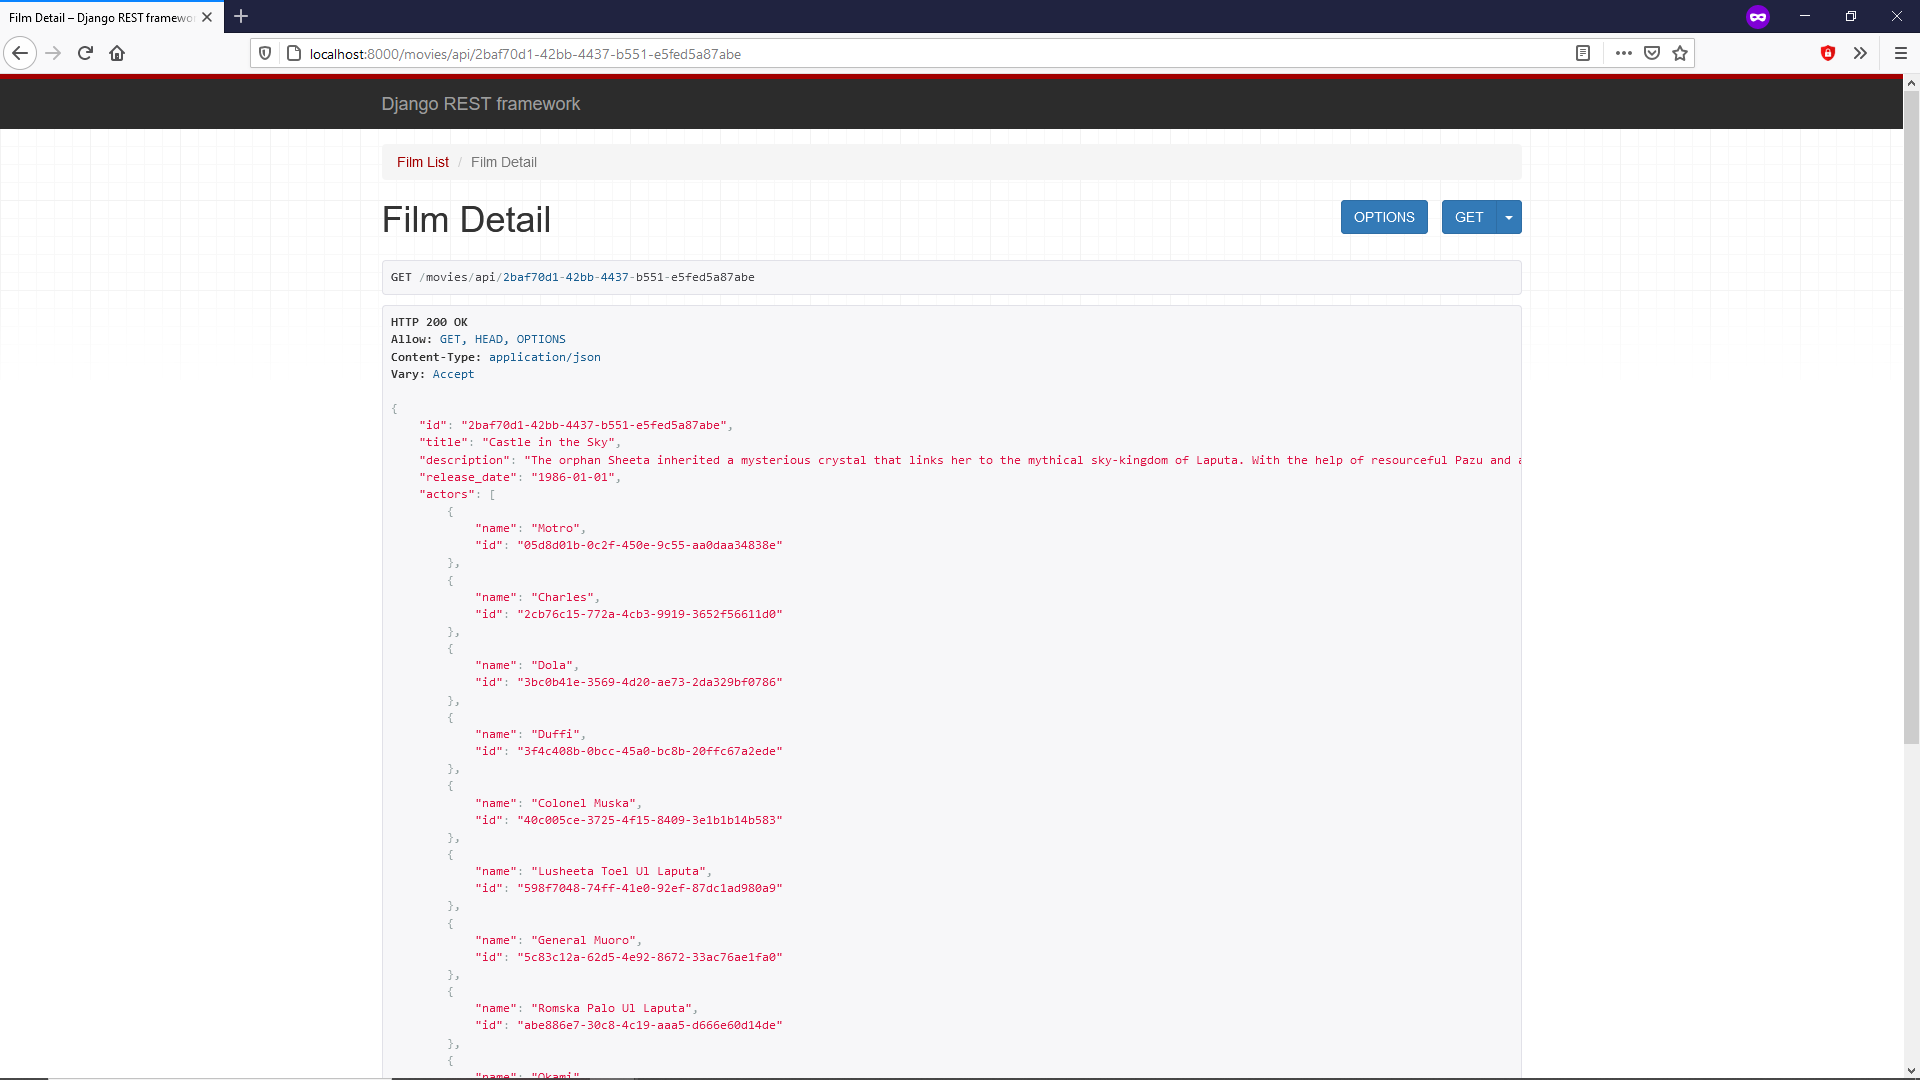 Film Detail – Django REST framewo
localhost:8000/movies/api/2baf70d1-42bb-4437-b551-e5fed5a87abe
Django REST framework
Film List / Film Detail
Film Detail
OPTIONS GET
GET /movies/api/2baf70d1-42bb-4437-b551-e5fed5a87abe
HTTP 200 OK
Allow: GET, HEAD, OPTIONS
Content-Type: application/json
Vary: Accept
{
"id": "2baf70d1-42bb-4437-b551-e5fed5a87abe",
"title": "Castle in the Sky",
"description": "The orphan Sheeta inherited a mysterious crystal that links her to the mythical sky-kingdom of Laputa. With the help of resourceful Pazu and a
"release_date": "1986-01-01",
"actors": [
{
"name": "Motro",
"id": "05d8d01b-0c2f-450e-9c55-aa0daa34838e"
},
{
"name": "Charles",
"id": "2cb76c15-772a-4cb3-9919-3652f56611d0"
},
{
"name": "Dola",
"id": "3bc0b41e-3569-4d20-ae73-2da329bf0786"
},
{
"name": "Duffi",
"id": "3f4c408b-0bcc-45a0-bc8b-20ffc67a2ede"
},
{
"name": "Colonel Muska",
"id": "40c005ce-3725-4f15-8409-3e1b1b14b583"
},
{
"name": "Lusheeta Toel Ul Laputa",
"id": "598f7048-74ff-41e0-92ef-87dc1ad980a9"
},
{
"name": "General Muoro",
"id": "5c83c12a-62d5-4e92-8672-33ac76ae1fa0"
},
{
"name": "Romska Palo Ul Laputa",
"id": "abe886e7-30c8-4c19-aaa5-d666e60d14de"
},
{
"name": "Okami",